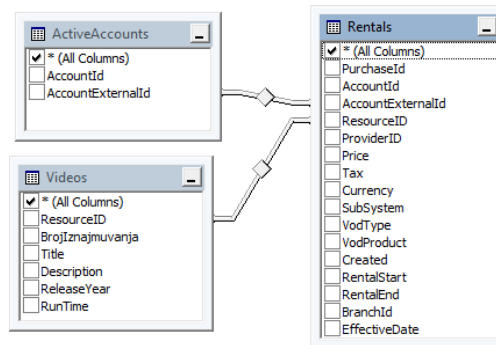 ActiveAccounts
* (All Columns)
AccountId
AccountExternalId
Videos
* (All Columns)
ResourceID
BrojIznajmuvanja
Title
Description
ReleaseYear
RunTime
Rentals
* (All Columns)
PurchaseId
AccountId
AccountExternalId
ResourceID
ProviderID
Price
Tax
Currency
SubSystem
VodType
VodProduct
Created
RentalStart
RentalEnd
BranchId
EffectiveDate